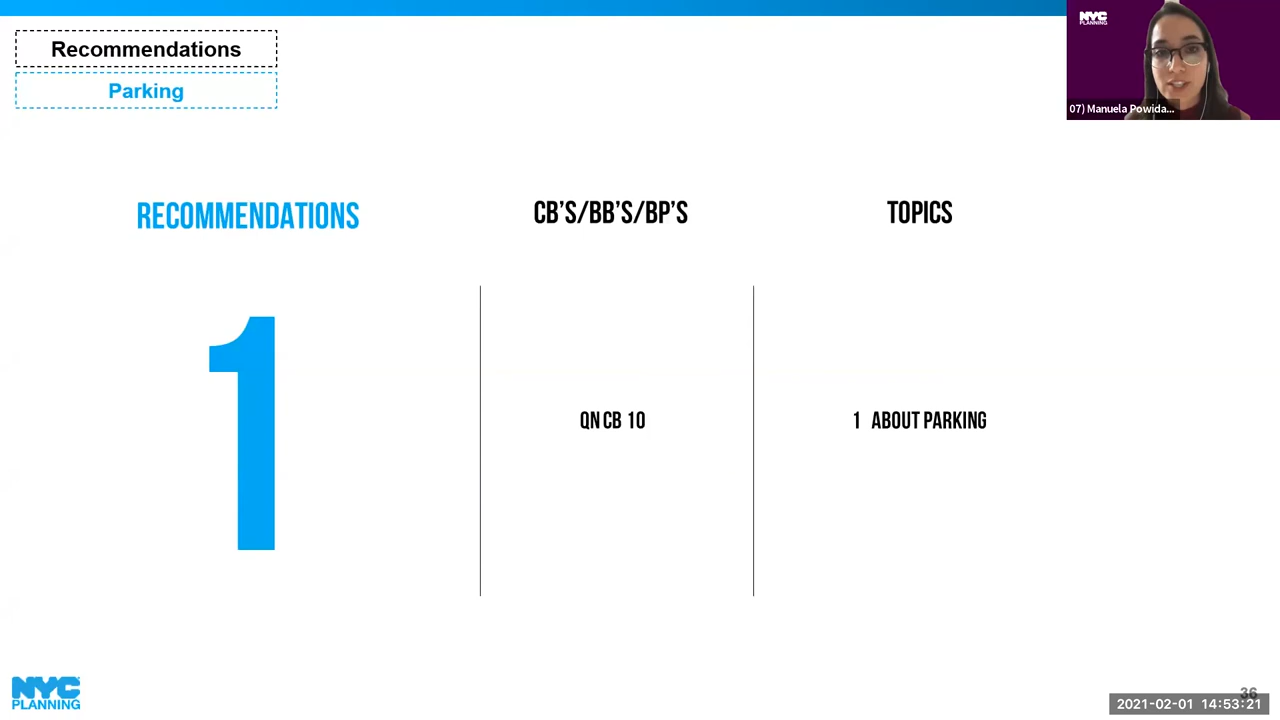 Recommendations
Parking
NYC
PLANNING
07) Manuela Powida...
RECOMMENDATIONS
CB'S/BB'S/BP'S
TOPICS
1
QN CB 10
1 ABOUT PARKING
NYC
PLANNING
36
2021-02-01 14:53:21